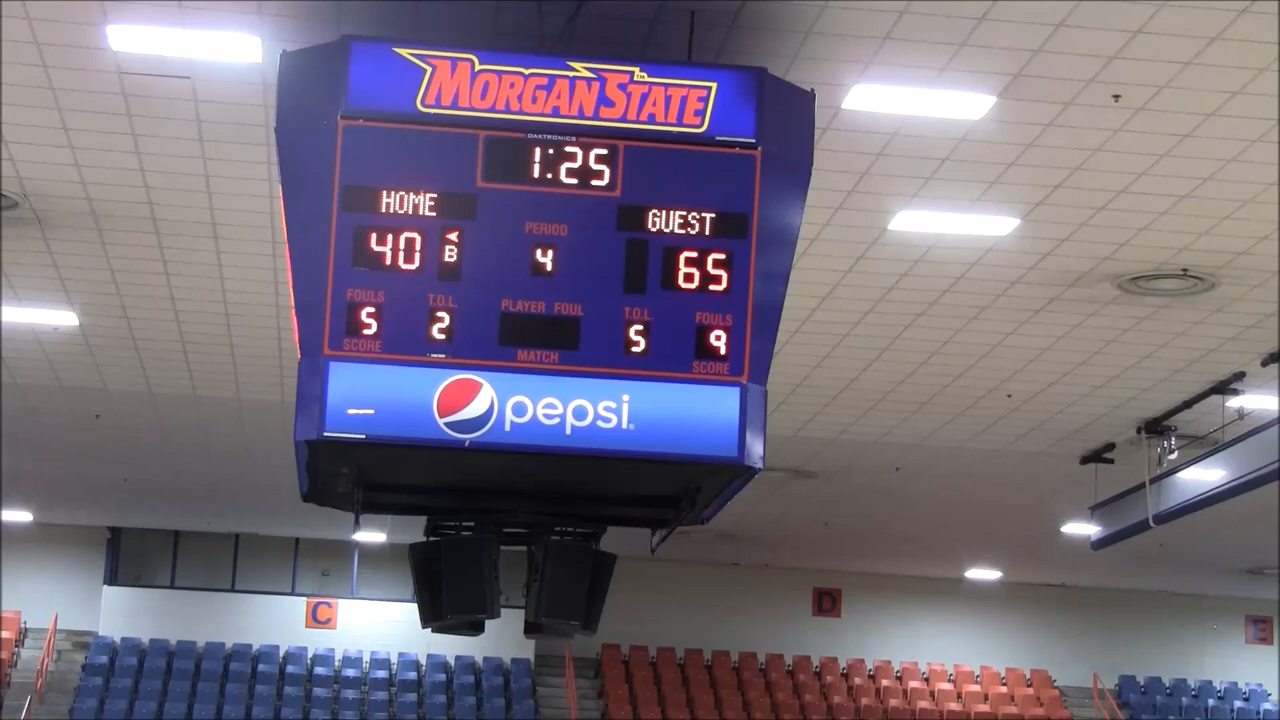 MORGAN STATE™
DAKTRONICS
1:25
HOME
GUEST
PERIOD
40
A
B
4
65
FOULS
T.O.L.
PLAYER FOUL
T.O.L.
FOULS
5
2
5
9
SCORE
MATCH
SCORE
pepsi
C
D
E